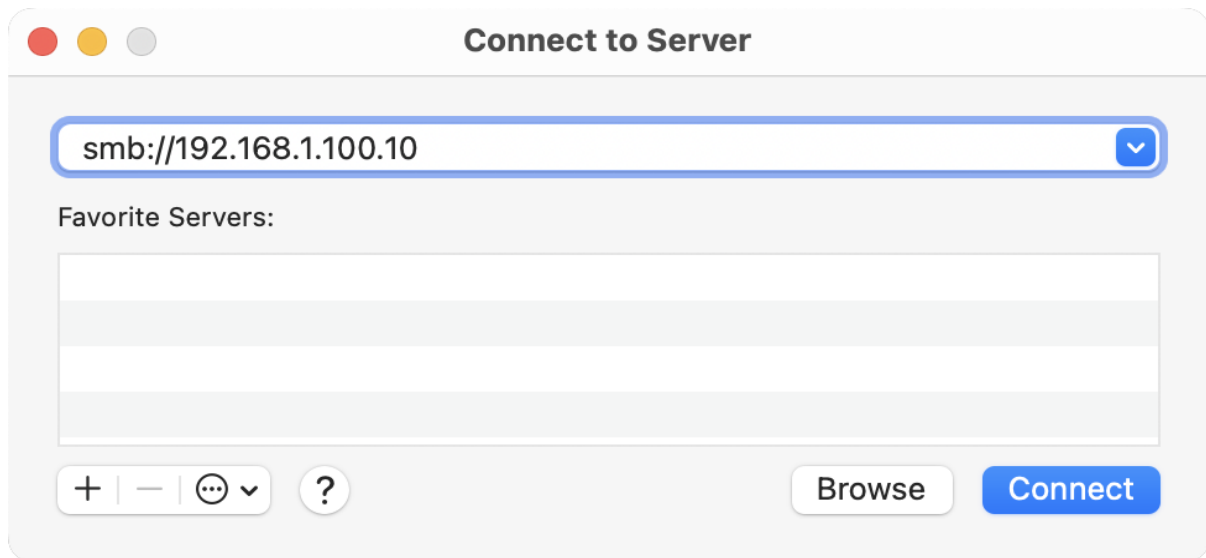 Connect to Server
smb://192.168.1.100.10
Favorite Servers:
?
Browse
Connect